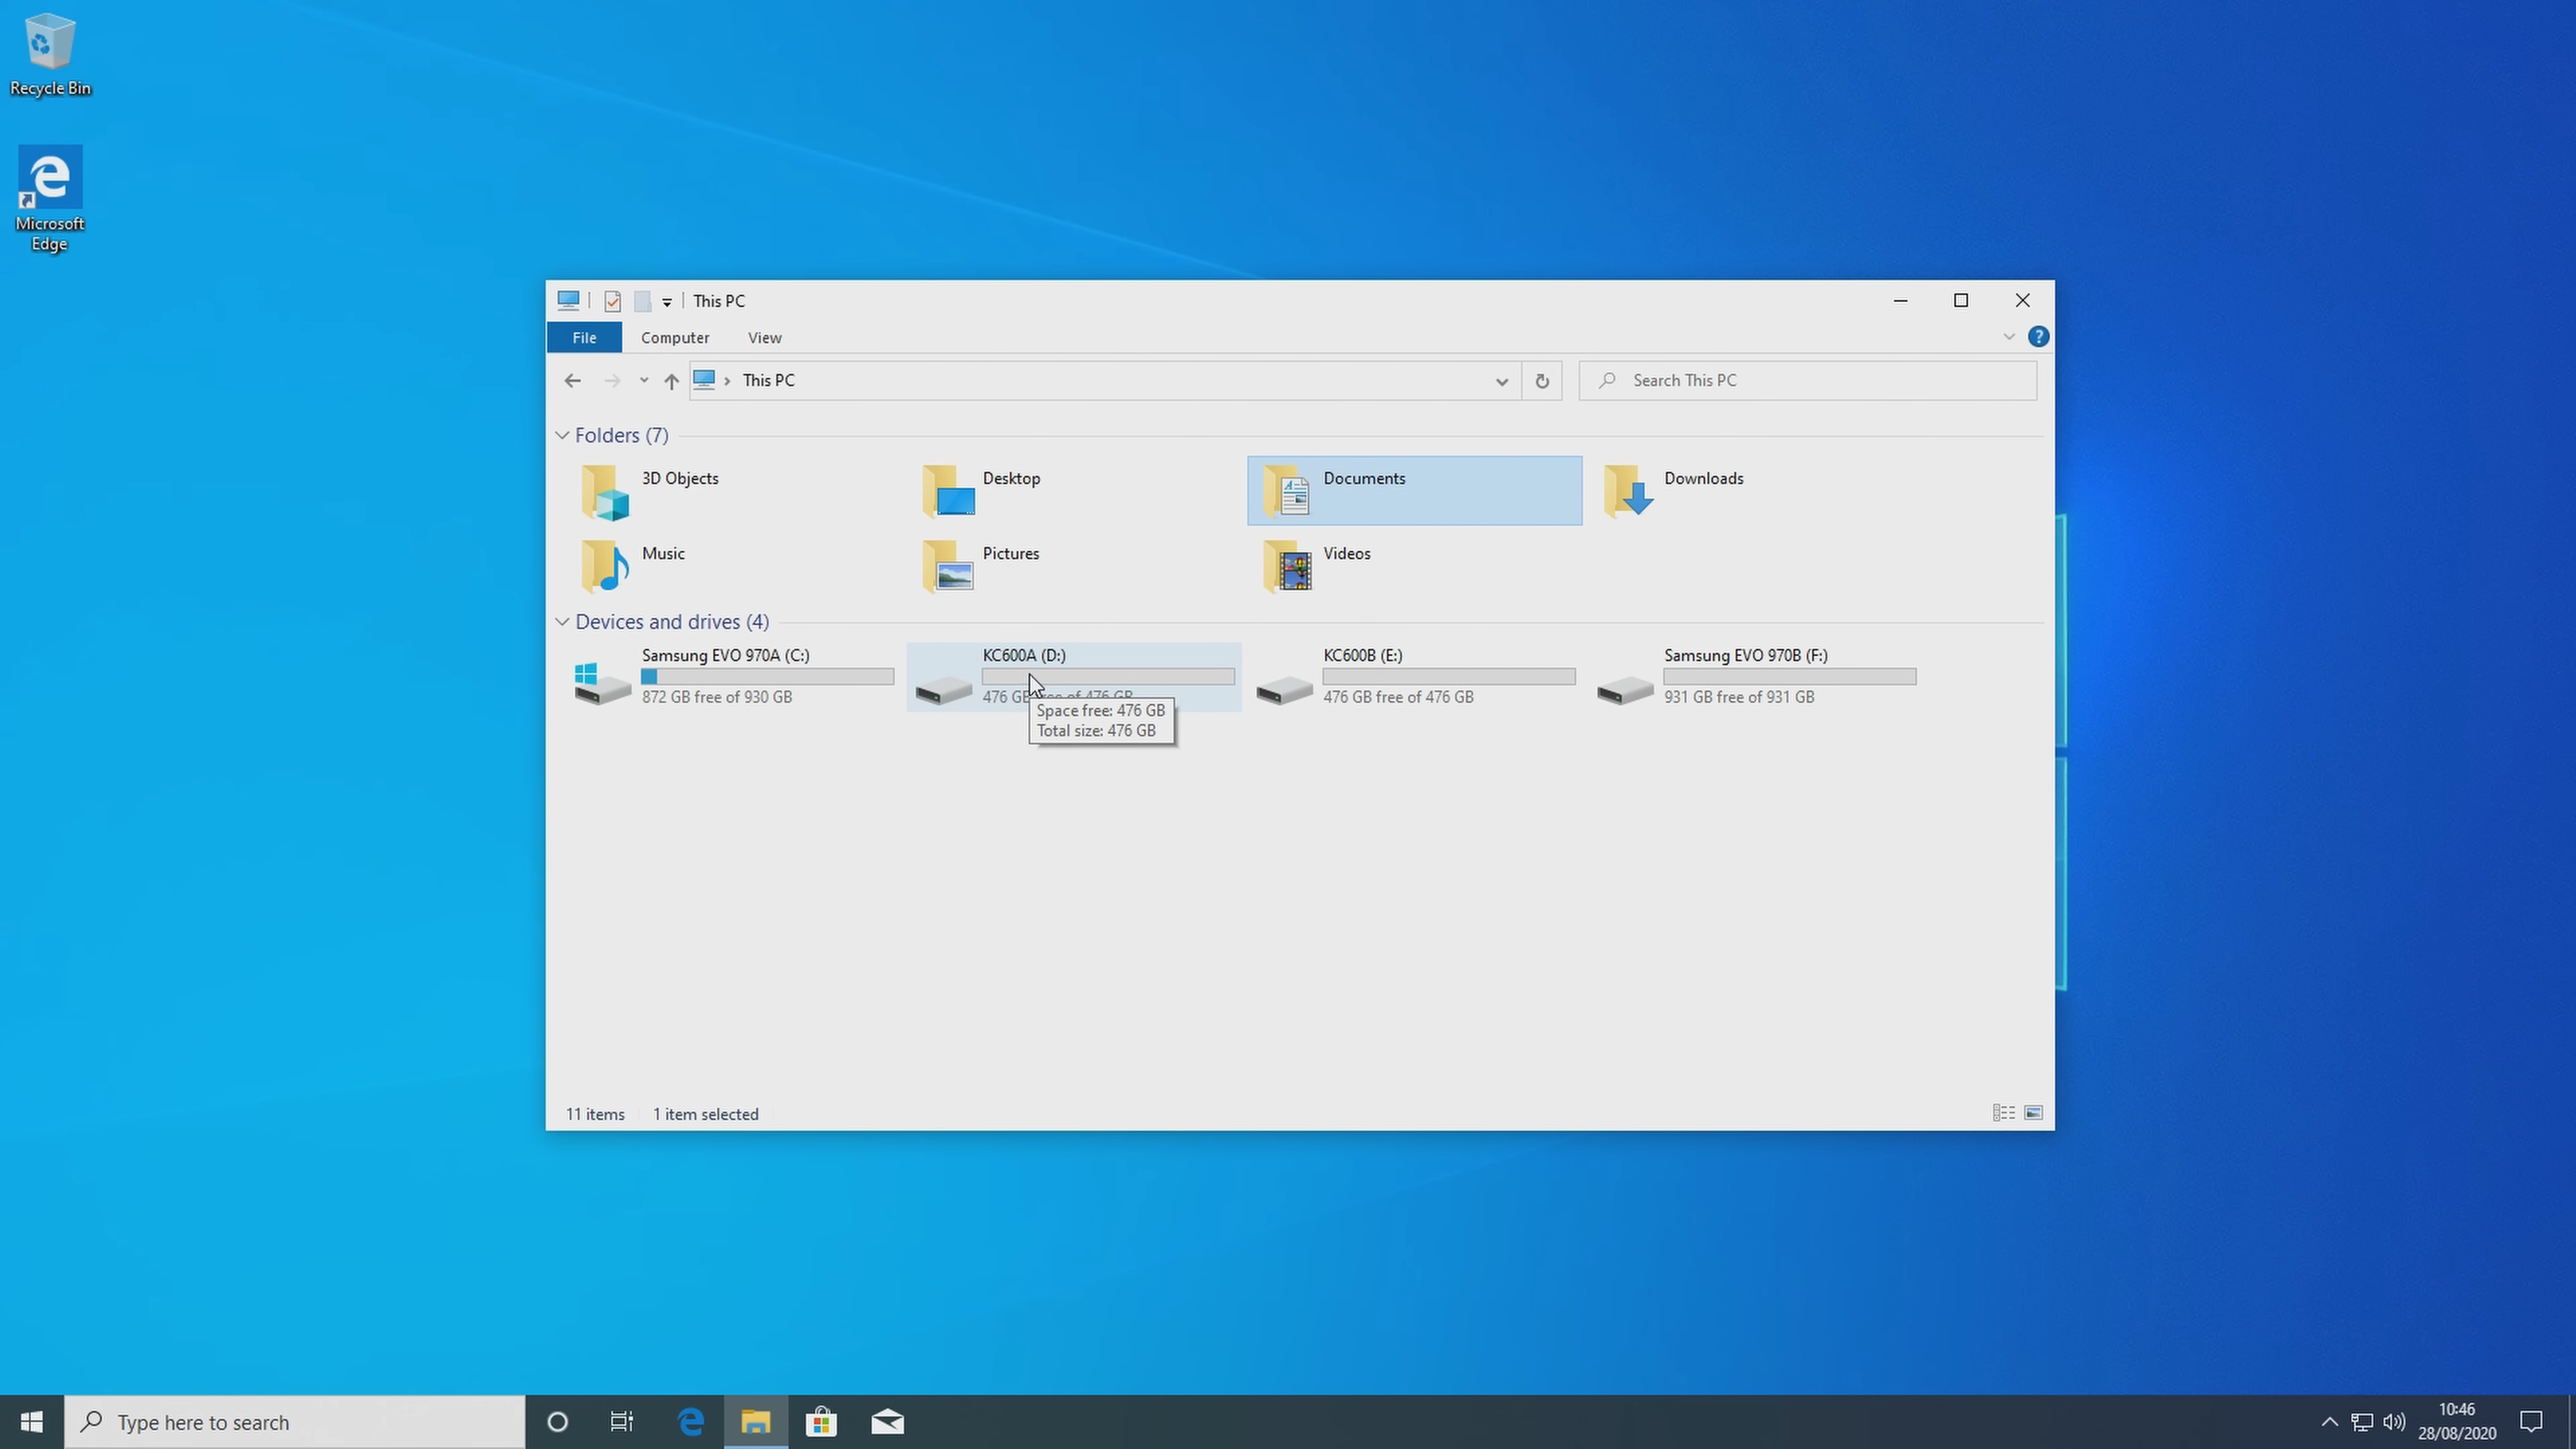 Recycle Bin
Microsoft
Edge
This PC
File Computer View
This PC
Search This PC
Folders (7)
3D Objects
Desktop
Documents
Downloads
Music
Pictures
Videos
Devices and drives (4)
Samsung EVO 970A (C:)
872 GB free of 930 GB
KC600A (D:)
476 GB free of 476 GB
Space free: 476 GB
Total size: 476 GB
KC600B (E:)
476 GB free of 476 GB
Samsung EVO 970B (F:)
931 GB free of 931 GB
11 items 1 item selected
Type here to search
10:46
28/08/2020